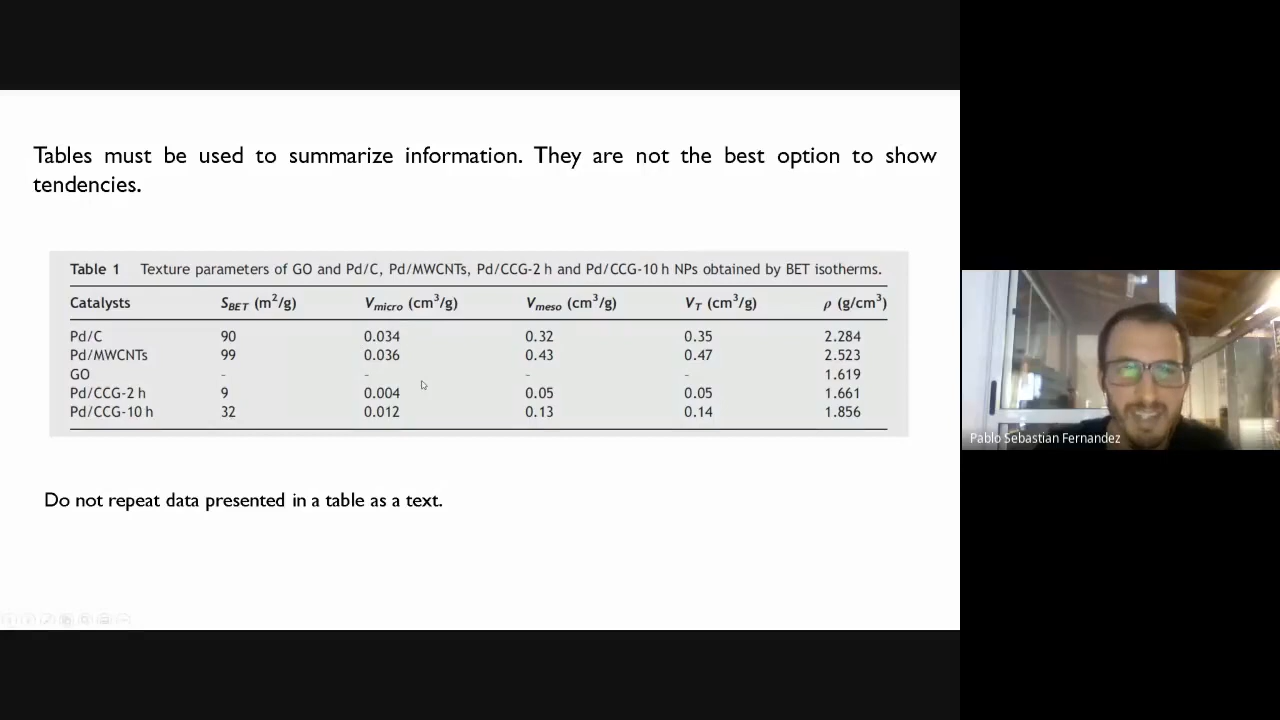 Tables must be used to summarize information. They are not the best option to show
tendencies.
Table 1 Texture parameters of GO and Pd/C, Pd/MWCNTs, Pd/CCG-2 h and Pd/CCG-10 h NPs obtained by BET isotherms.
Catalysts S_BET (m²/g) V_micro (cm³/g) V_meso (cm³/g) V_T (cm³/g) ρ (g/cm³)
Pd/C 90 0.034 0.32 0.35 2.284
Pd/MWCNTs 99 0.036 0.43 0.47 2.523
GO - - - - 1.619
Pd/CCG-2 h 9 0.004 0.05 0.05 1.661
Pd/CCG-10 h 32 0.012 0.13 0.14 1.856
Do not repeat data presented in a table as a text.
Pablo Sebastian Fernandez